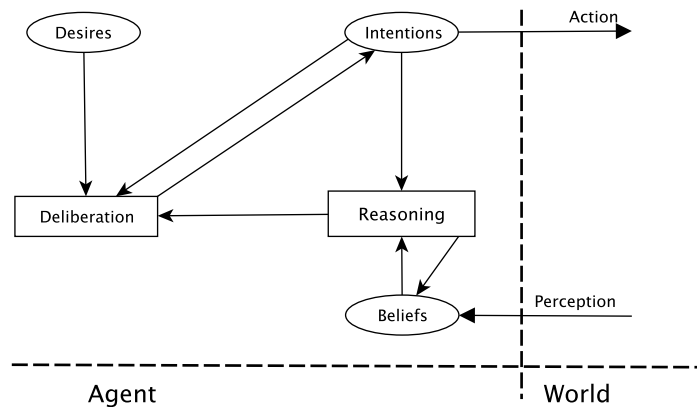 Action
Desires
Intentions
Deliberation
Reasoning
Perception
Beliefs
Agent
World